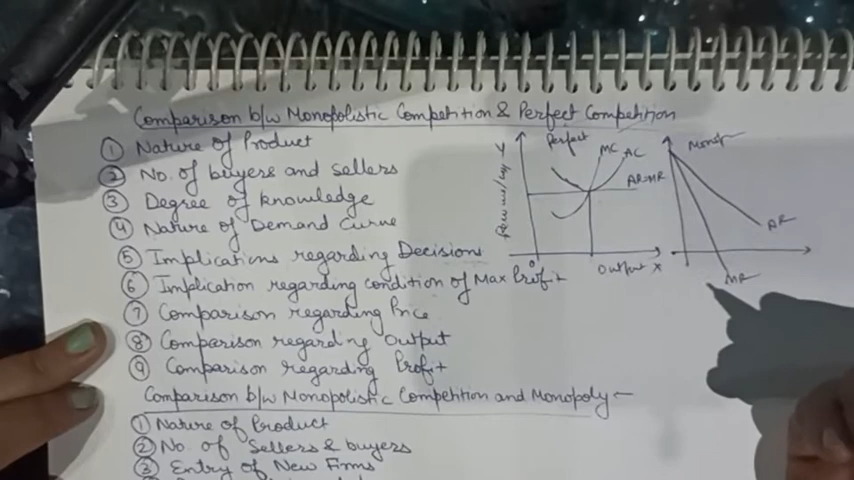 Comparison b/w Monopolistic Competition & Perfect Competition
① Nature of Product
② No. of buyers and sellers
③ Degree of Knowledge
④ Nature of Demand Curve
⑤ Implications regarding Decisions
⑥ Implication regarding condition of Max Profit
⑦ Comparison regarding Price
⑧ Comparison regarding Output
⑨ Comparison regarding Profit
Perfect
Y
MC
AC
AR=MR
O
Output X
Monop
AR
MR
Comparison b/w Monopolistic Competition and Monopoly –
① Nature of Product
② No. of Sellers & buyers
③ Entry of New Firms